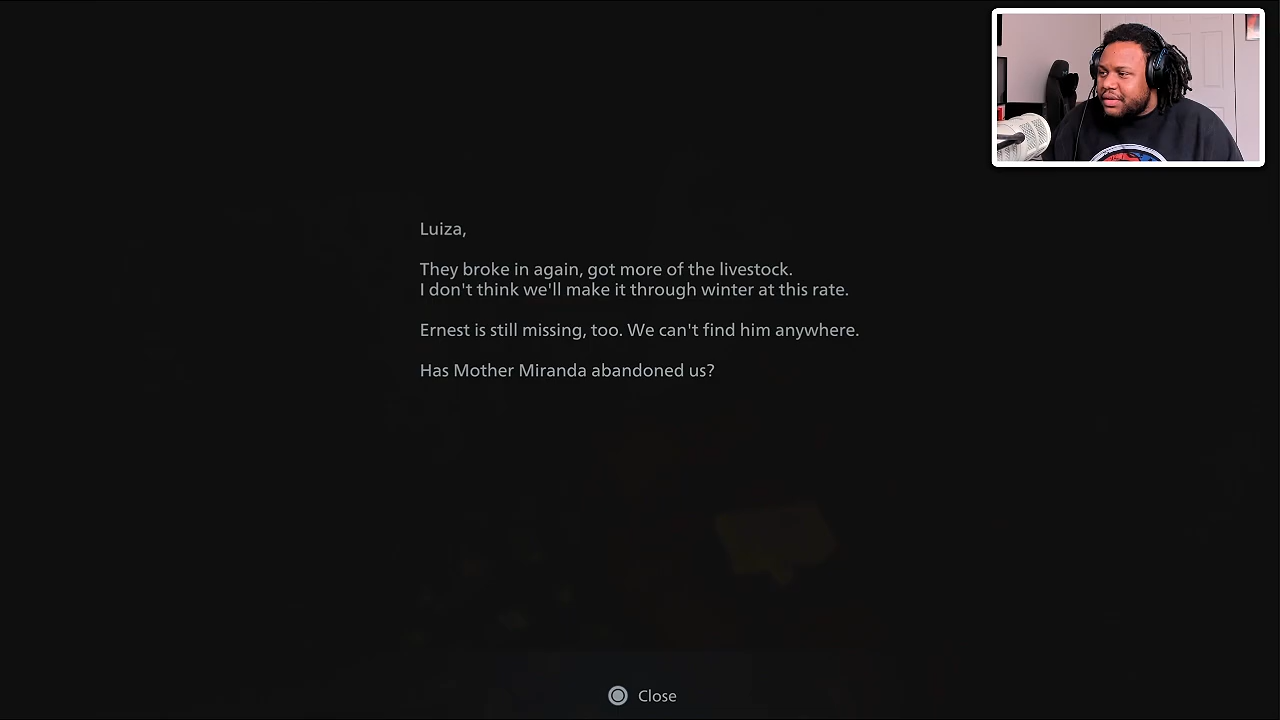 Luiza,
They broke in again, got more of the livestock.
I don't think we'll make it through winter at this rate.
Ernest is still missing, too. We can't find him anywhere.
Has Mother Miranda abandoned us?
Close